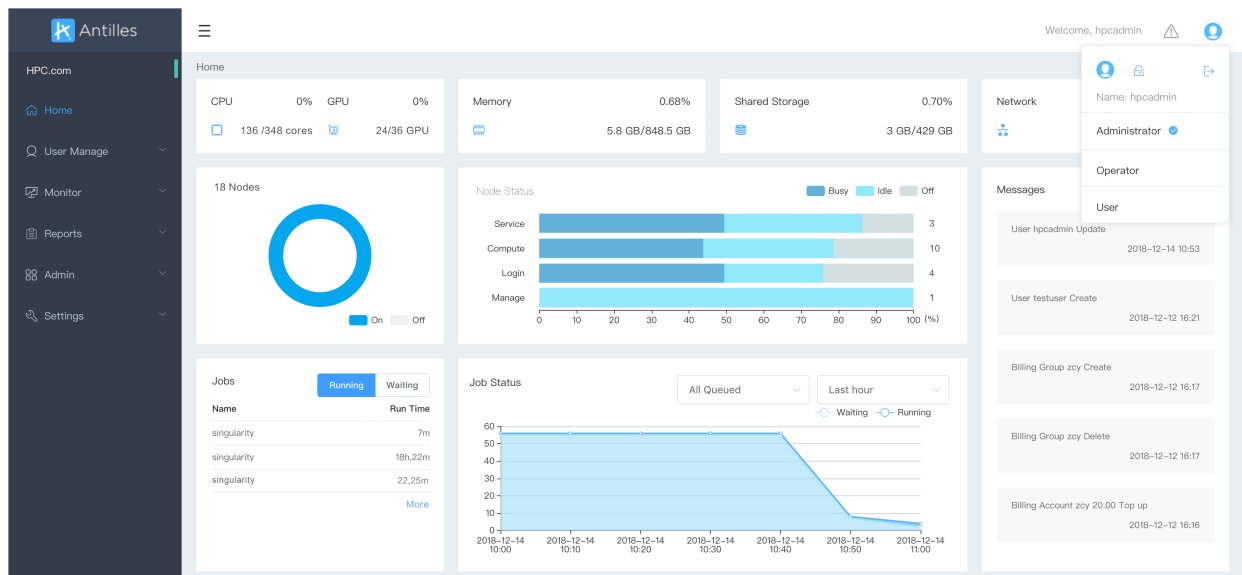 Antilles
Welcome, hpcadmin
HPC.com
Home
User Manage
Monitor
Reports
Admin
Settings
Home
CPU 0% GPU 0%
136 /348 cores 24/36 GPU
Memory 0.68%
5.8 GB/848.5 GB
Shared Storage 0.70%
3 GB/429 GB
Network
Name: hpcadmin
Administrator
Operator
User
18 Nodes
On Off
Node Status
Busy Idle Off
Service 3
Compute 10
Login 4
Manage 1
0 10 20 30 40 50 60 70 80 90 100 (%)
Messages
User hpcadmin Update
2018-12-14 10:53
User testuser Create
2018-12-12 16:21
Billing Group zcy Create
2018-12-12 16:17
Billing Group zcy Delete
2018-12-12 16:17
Billing Account zcy 20.00 Top up
2018-12-12 16:16
Jobs Running Waiting
Name Run Time
singularity 7m
singularity 18h,22m
singularity 22,25m
More
Job Status All Queued Last hour
Waiting Running
60
50
40
30
20
10
0
2018-12-14 2018-12-14 2018-12-14 2018-12-14 2018-12-14 2018-12-14 2018-12-14
10:00 10:10 10:20 10:30 10:40 10:50 11:00